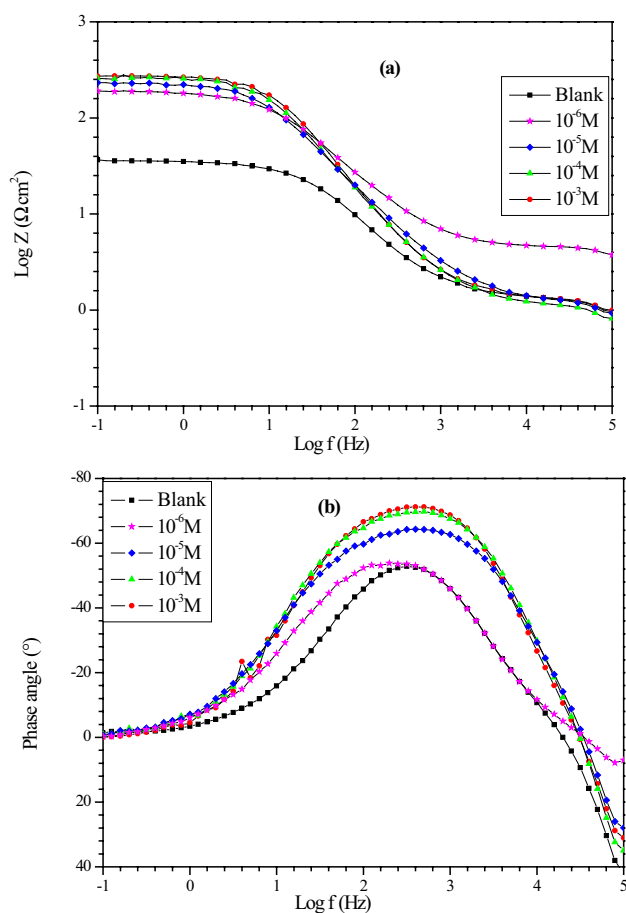 3
2
1
0
-1
Log Z (Ω cm²)
(a)
Blank
10⁻⁶M
10⁻⁵M
10⁻⁴M
10⁻³M
-1 0 1 2 3 4 5
Log f (Hz)
-80
-60
-40
-20
0
20
40
Phase angle (°)
(b)
Blank
10⁻⁶M
10⁻⁵M
10⁻⁴M
10⁻³M
-1 0 1 2 3 4 5
Log f (Hz)